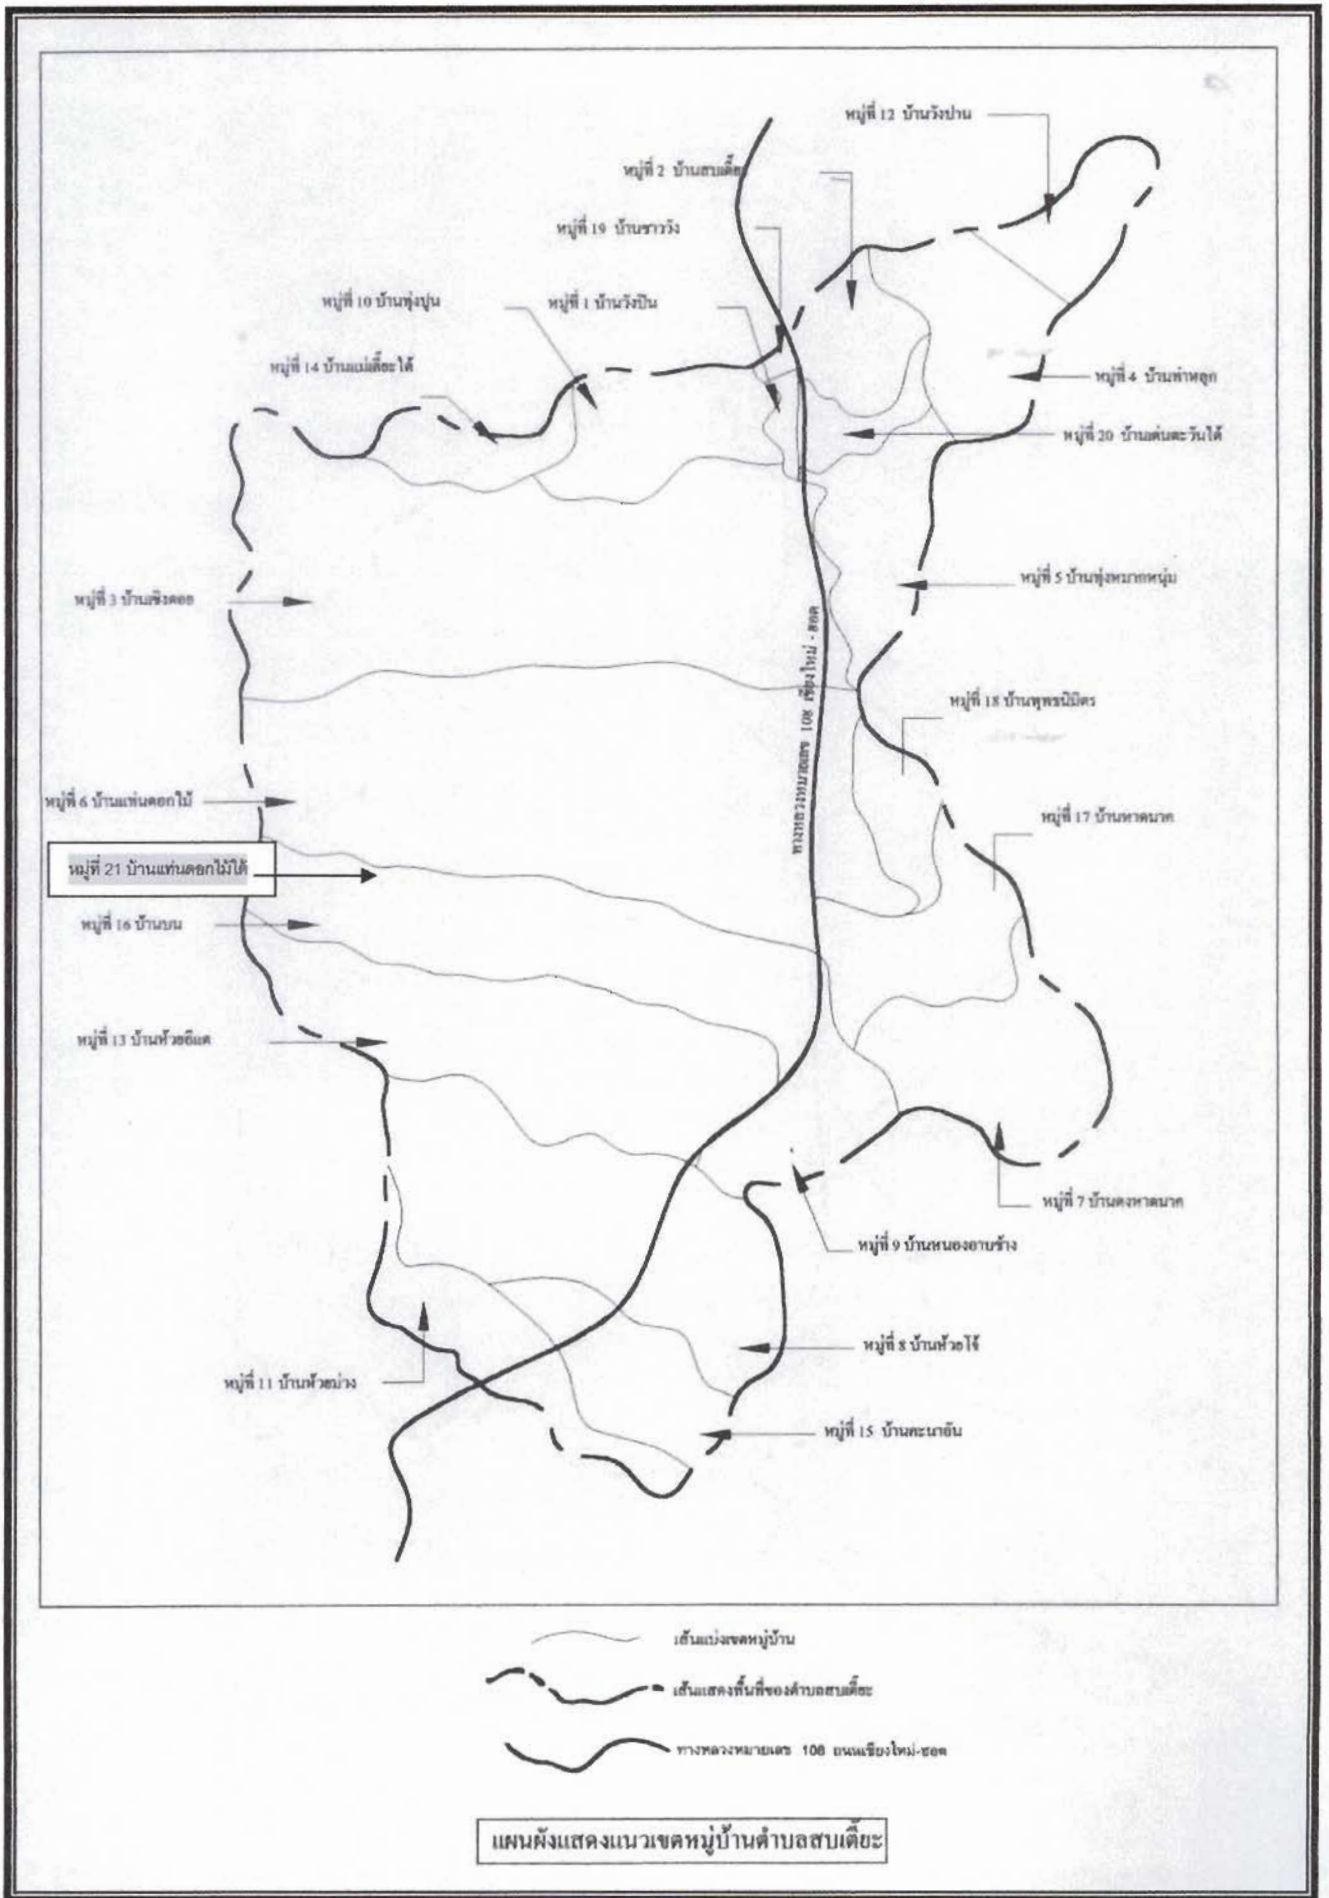 หมู่ที่ 12 บ้านวังปาน
หมู่ที่ 2 บ้านสบเตี๊ยะ
หมู่ที่ 19 บ้านชาววัง
หมู่ที่ 10 บ้านทุ่งปูน
หมู่ที่ 1 บ้านวังปืน
หมู่ที่ 14 บ้านแม่เตี๊ยะใต้
หมู่ที่ 4 บ้านท่าหลุก
หมู่ที่ 20 บ้านเด่นตะวันใต้
หมู่ที่ 5 บ้านทุ่งหมากหนุ่ม
หมู่ที่ 3 บ้านเชิงดอย
ทางหลวงหมายเลข 108 เชียงใหม่ - ฮอด
หมู่ที่ 18 บ้านพุทธนิมิตร
หมู่ที่ 6 บ้านแท่นดอกไม้
หมู่ที่ 17 บ้านหาดนาค
หมู่ที่ 21 บ้านแท่นดอกไม้ใต้
หมู่ที่ 16 บ้านบน
หมู่ที่ 13 บ้านห้วยอีแต
หมู่ที่ 7 บ้านดงหาดนาค
หมู่ที่ 9 บ้านหนองอาบช้าง
หมู่ที่ 8 บ้านห้วยโจ้
หมู่ที่ 11 บ้านห้วยม่วง
หมู่ที่ 15 บ้านดงนาอัน
เส้นแบ่งเขตหมู่บ้าน
เส้นแสดงพื้นที่ของตำบลสบเตี๊ยะ
ทางหลวงหมายเลข 108 ถนนเชียงใหม่-ฮอด
แผนผังแสดงแนวเขตหมู่บ้านตำบลสบเตี๊ยะ